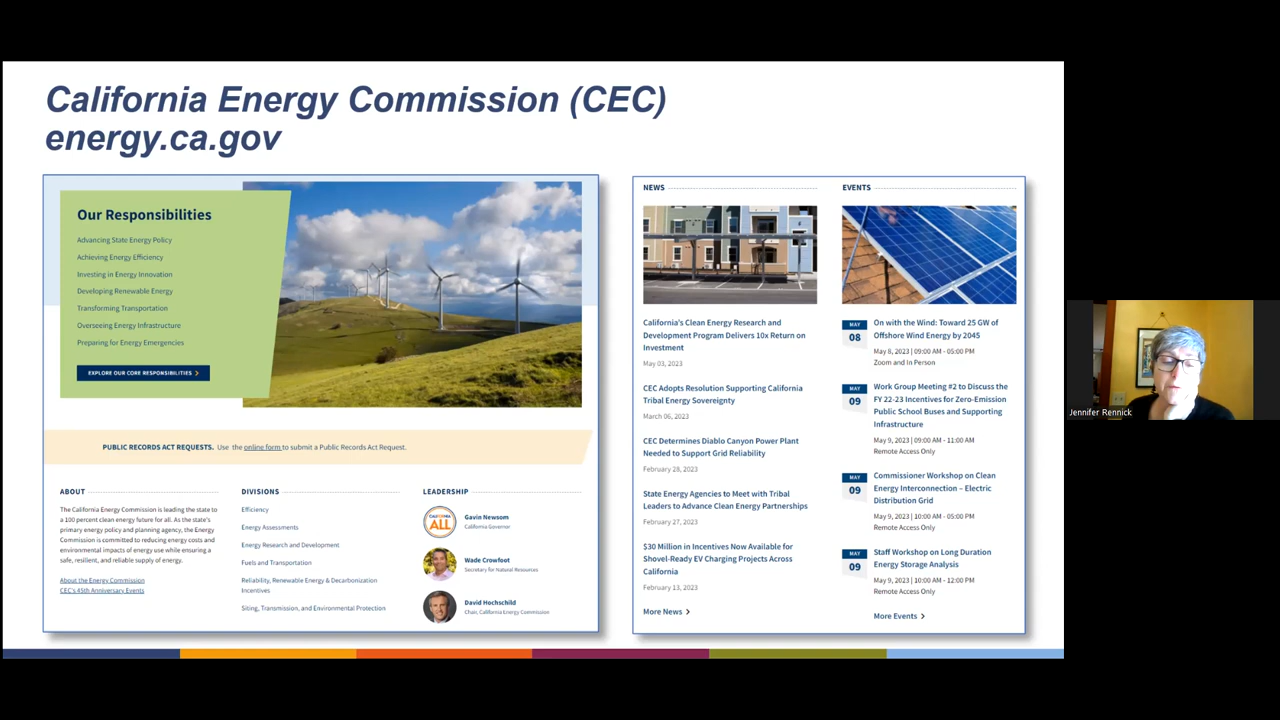 California Energy Commission (CEC)
energy.ca.gov
Our Responsibilities
Advancing State Energy Policy
Achieving Energy Efficiency
Investing in Energy Innovation
Developing Renewable Energy
Transforming Transportation
Overseeing Energy Infrastructure
Preparing for Energy Emergencies
EXPLORE OUR CORE RESPONSIBILITIES
PUBLIC RECORDS ACT REQUESTS. Use the online form to submit a Public Records Act Request.
ABOUT
The California Energy Commission is leading the state to
a 100 percent clean energy future for all. As the state's
primary energy policy and planning agency, the Energy
Commission is committed to reducing energy costs and
environmental impacts of energy use while ensuring a
safe, resilient, and reliable supply of energy.
About the Energy Commission
CEC's 45th Anniversary Events
DIVISIONS
Efficiency
Energy Assessments
Energy Research and Development
Fuels and Transportation
Reliability, Renewable Energy & Decarbonization
Incentives
Siting, Transmission, and Environmental Protection
LEADERSHIP
CALIFORNIA
ALL
Gavin Newsom
California Governor
Wade Crowfoot
Secretary for Natural Resources
David Hochschild
Chair, California Energy Commission
NEWS
California's Clean Energy Research and
Development Program Delivers 10x Return on
Investment
May 03, 2023
CEC Adopts Resolution Supporting California
Tribal Energy Sovereignty
March 06, 2023
CEC Determines Diablo Canyon Power Plant
Needed to Support Grid Reliability
February 28, 2023
State Energy Agencies to Meet with Tribal
Leaders to Advance Clean Energy Partnerships
February 27, 2023
$30 Million in Incentives Now Available for
Shovel-Ready EV Charging Projects Across
California
February 13, 2023
More News
EVENTS
MAY
08
On with the Wind: Toward 25 GW of
Offshore Wind Energy by 2045
May 8, 2023 | 09:00 AM - 05:00 PM
Zoom and In Person
MAY
09
Work Group Meeting #2 to Discuss the
FY 22-23 Incentives for Zero-Emission
Public School Buses and Supporting
Infrastructure
May 9, 2023 | 09:00 AM - 11:00 AM
Remote Access Only
MAY
09
Commissioner Workshop on Clean
Energy Interconnection – Electric
Distribution Grid
May 9, 2023 | 10:00 AM - 05:00 PM
Remote Access Only
MAY
09
Staff Workshop on Long Duration
Energy Storage Analysis
May 9, 2023 | 10:00 AM - 12:00 PM
Remote Access Only
More Events
Jennifer Rennick